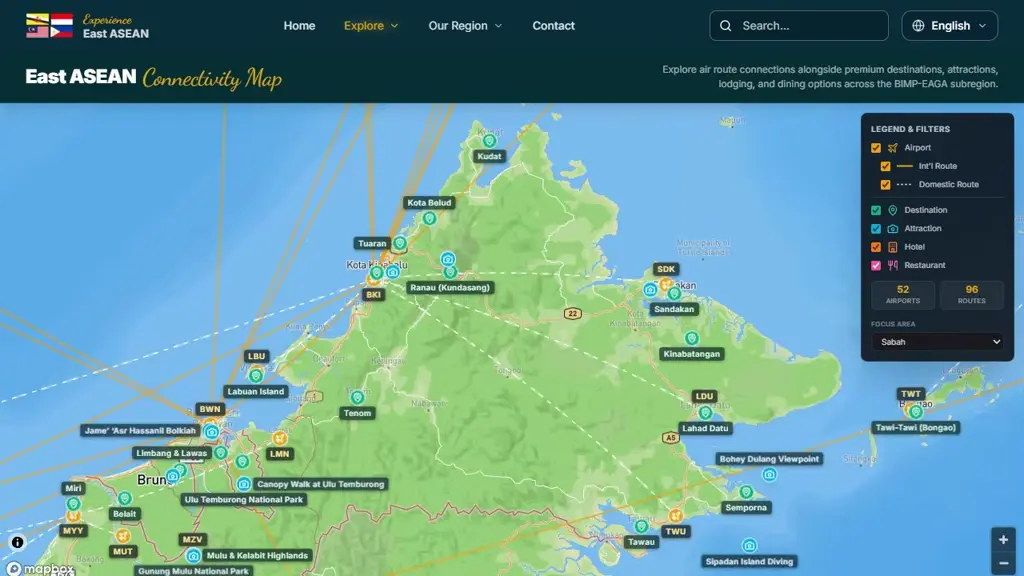 Experience
East ASEAN
Home
Explore
Our Region
Contact
Search...
English
East ASEAN Connectivity Map
Explore air route connections alongside premium destinations, attractions,
lodging, and dining options across the BIMP-EAGA subregion.
LEGEND & FILTERS
Airport
Int'l Route
Domestic Route
Destination
Attraction
Hotel
Restaurant
52
AIRPORTS
96
ROUTES
FOCUS AREA
Sabah
Kudat
Kota Belud
Tuaran
Kota Kinabalu
BKI
Ranau (Kundasang)
SDK
Sandakan
Kota
Kinabatangan
Kinabatangan
22
LBU
Labuan Island
BWN
Jame' 'Asr Hassanil Bolkiah
Limbang & Lawas
LMN
Tenom
LDU
Lahad Datu
A5
TWT
Tawi-Tawi (Bongao)
Bohey Dulang Viewpoint
Semporna
Canopy Walk at Ulu Temburong
Ulu Temburong National Park
Miri
MYY
Belait
MUT
MZV
Mulu & Kelabit Highlands
Gunung Mulu National Park
TWU
Tawau
Sipadan Island Diving
mapbox